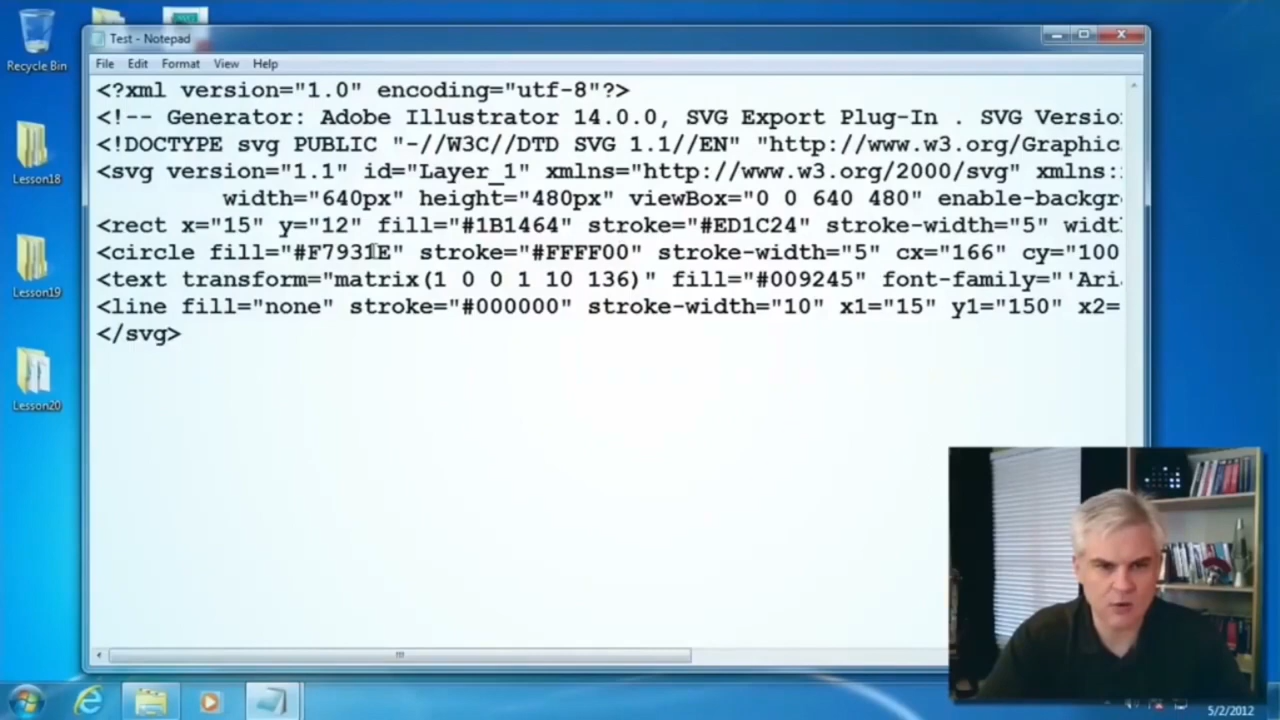 Test - Notepad
File Edit Format View Help
<?xml version="1.0" encoding="utf-8"?>
<!-- Generator: Adobe Illustrator 14.0.0, SVG Export Plug-In . SVG Versio
<!DOCTYPE svg PUBLIC "-//W3C//DTD SVG 1.1//EN" "http://www.w3.org/Graphic
<svg version="1.1" id="Layer_1" xmlns="http://www.w3.org/2000/svg" xmlns:
width="640px" height="480px" viewBox="0 0 640 480" enable-backgr
<rect x="15" y="12" fill="#1B1464" stroke="#ED1C24" stroke-width="5" widt
<circle fill="#F7931E" stroke="#FFFF00" stroke-width="5" cx="166" cy="100
<text transform="matrix(1 0 0 1 10 136)" fill="#009245" font-family="'Ari
<line fill="none" stroke="#000000" stroke-width="10" x1="15" y1="150" x2=
</svg>
Recycle Bin
Lesson18
Lesson19
Lesson20
5/2/2012